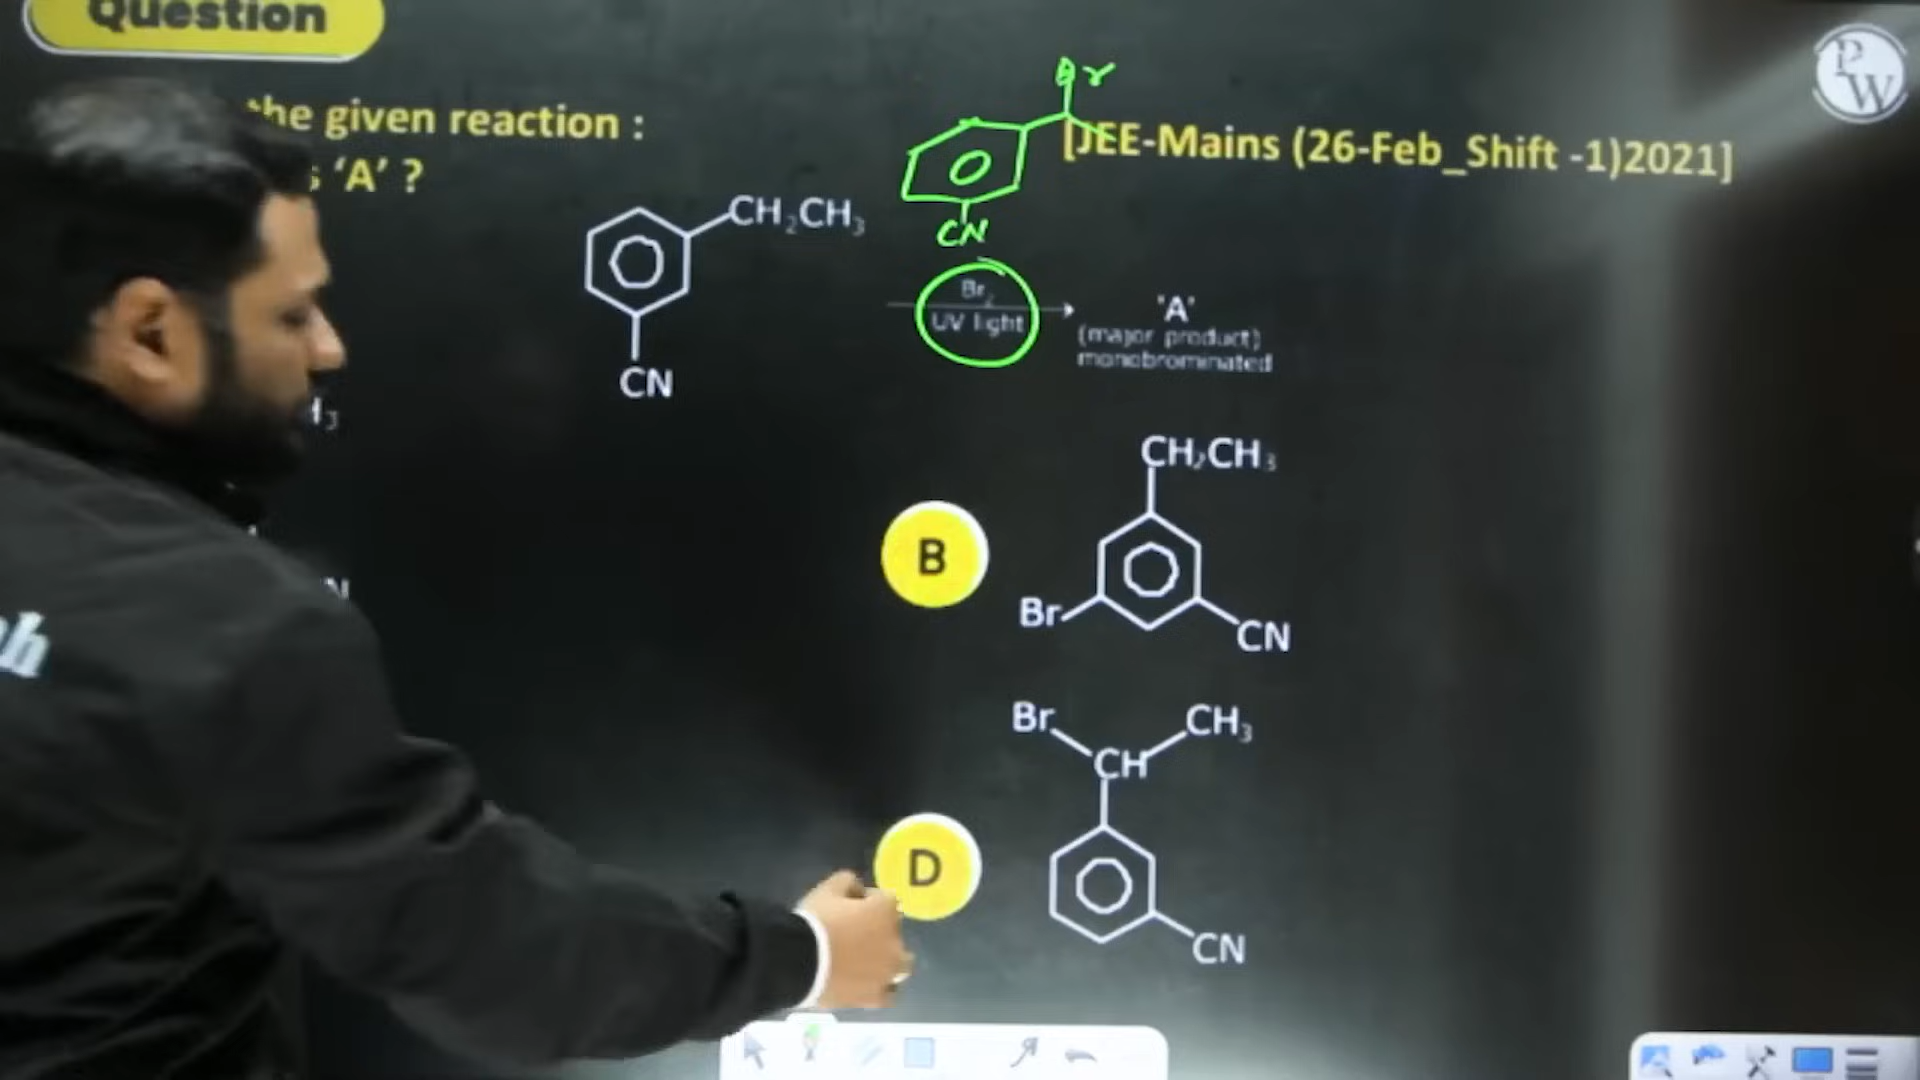 Question
the given reaction :
[JEE-Mains (26-Feb_Shift -1)2021]
'A' ?
Br
CN
CH₂CH₃
CN
Br₂
UV light
'A'
(major product)
monobrominated
B
CH₂CH₃
Br
CN
D
Br
CH₃
CH
CN
PW